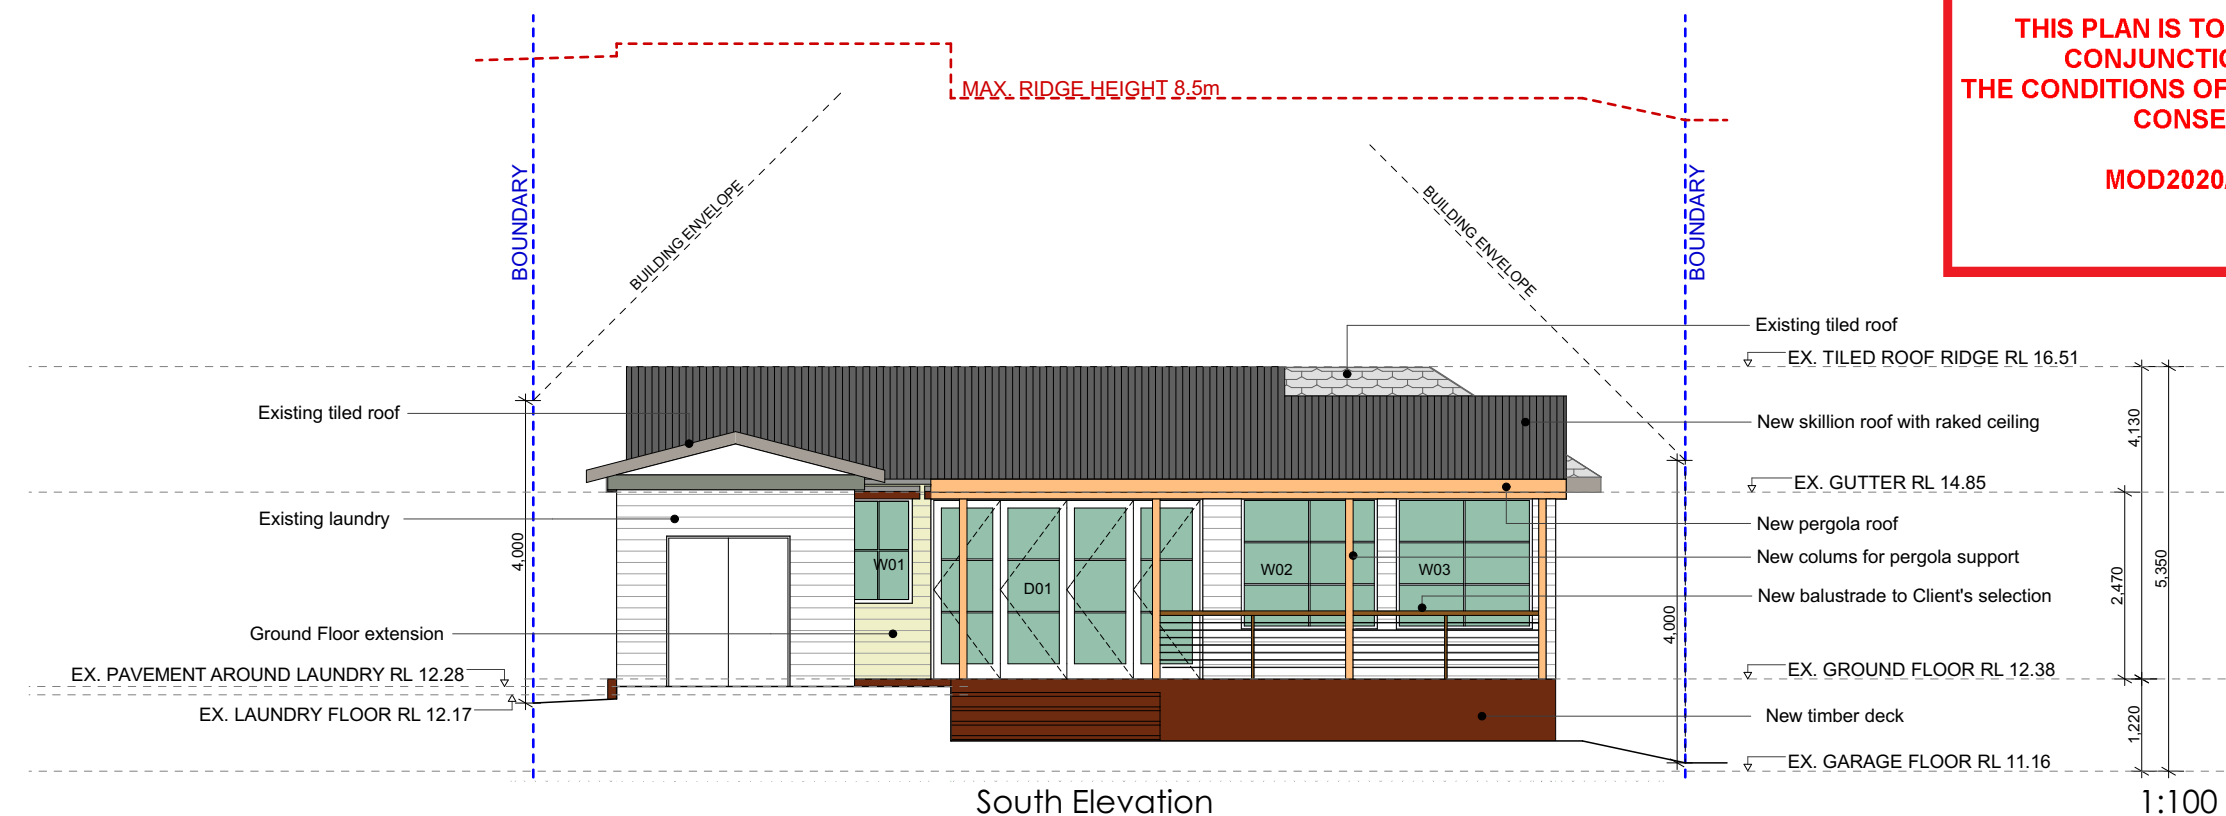 THIS PLAN IS TO
CONJUNCTIO
THE CONDITIONS OF
CONSE
MOD2020
MAX. RIDGE HEIGHT 8.5m
BOUNDARY
BUILDING ENVELOPE
BUILDING ENVELOPE
BOUNDARY
Existing tiled roof
EX. TILED ROOF RIDGE RL 16.51
Existing tiled roof
New skillion roof with raked ceiling
4,130
EX. GUTTER RL 14.85
Existing laundry
New pergola roof
4,000
W01
D01
W02
W03
New colums for pergola support
2,470
5,350
New balustrade to Client's selection
4,000
Ground Floor extension
EX. PAVEMENT AROUND LAUNDRY RL 12.28
EX. GROUND FLOOR RL 12.38
EX. LAUNDRY FLOOR RL 12.17
New timber deck
1,220
EX. GARAGE FLOOR RL 11.16
South Elevation
1:100